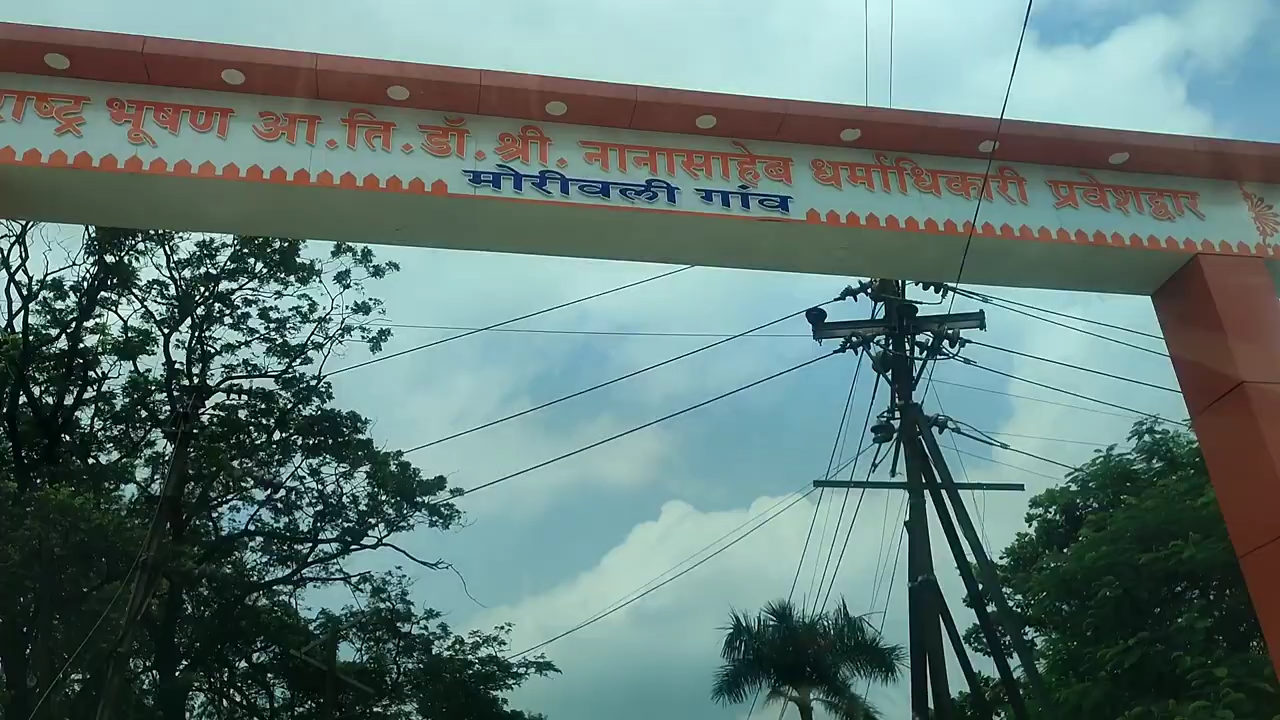 राष्ट्र भूषण आ.ति.डॉ.श्री. नानासाहेब धर्माधिकारी प्रवेशद्वार
मोरीवली गांव